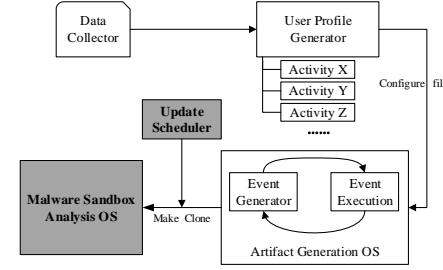 Data
Collector
User Profile
Generator
Activity X
Activity Y
Activity Z
......
Configure fil
Update
Scheduler
Malware Sandbox
Analysis OS
Make Clone
Event
Generator
Event
Execution
Artifact Generation OS